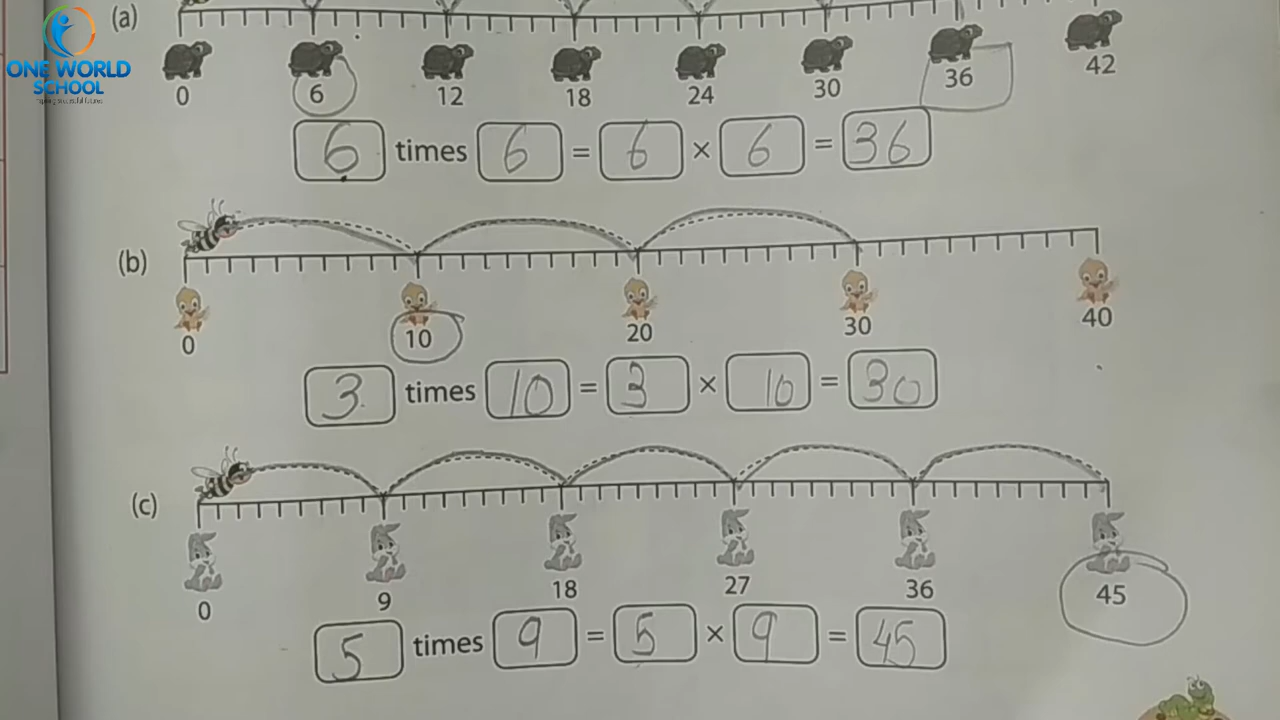 (a)
ONE WORLD
SCHOOL
0 6 12 18 24 30 36 42
6 times 6 = 6 × 6 = 36
(b)
0 10 20 30 40
3 times 10 = 3 × 10 = 30
(c)
0 9 18 27 36 45
5 times 9 = 5 × 9 = 45